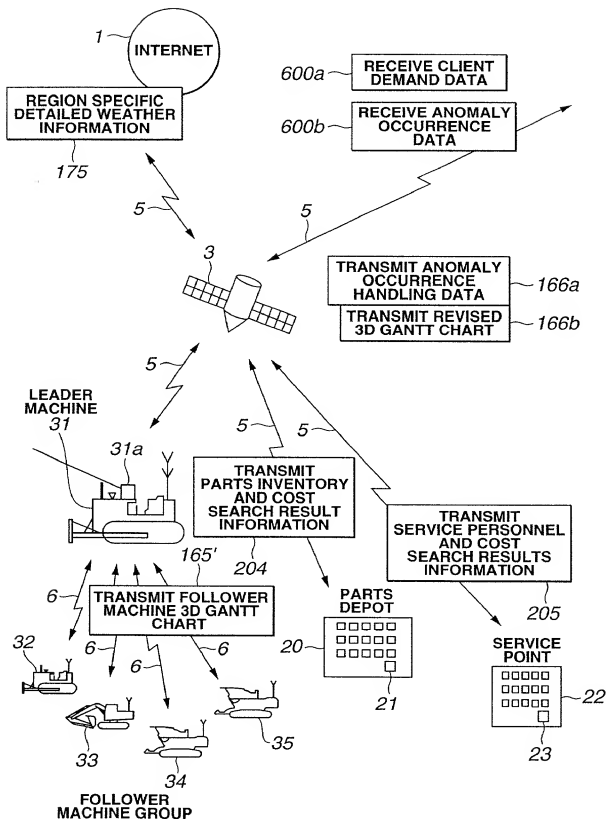 1
INTERNET
REGION SPECIFIC
DETAILED WEATHER
INFORMATION
175
600a
RECEIVE CLIENT
DEMAND DATA
600b
RECEIVE ANOMALY
OCCURRENCE
DATA
5
5
3
TRANSMIT ANOMALY
OCCURRENCE
HANDLING DATA
166a
TRANSMIT REVISED
3D GANTT CHART
166b
5
LEADER
MACHINE
31
31a
5
5
TRANSMIT
PARTS INVENTORY
AND COST
SEARCH RESULT
INFORMATION
204
TRANSMIT
SERVICE PERSONNEL
AND COST
SEARCH RESULTS
INFORMATION
205
165'
TRANSMIT FOLLOWER
MACHINE 3D GANTT
CHART
6
6
6
6
32
33
34
35
FOLLOWER
MACHINE GROUP
PARTS
DEPOT
20
21
SERVICE
POINT
22
23